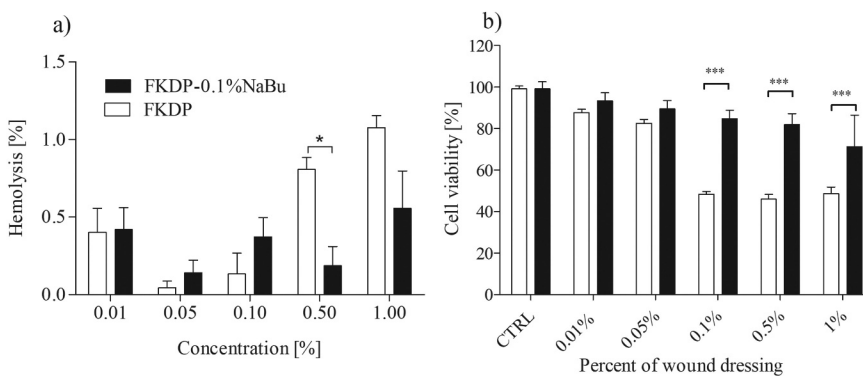 a)
Hemolysis [%]
1.5
1.0
0.5
0.0
FKDP-0.1%NaBu
FKDP
*
0.01 0.05 0.10 0.50 1.00
Concentration [%]
b)
Cell viability [%]
120
100
80
60
40
20
0
*** *** ***
CTRL 0.01% 0.05% 0.1% 0.5% 1%
Percent of wound dressing